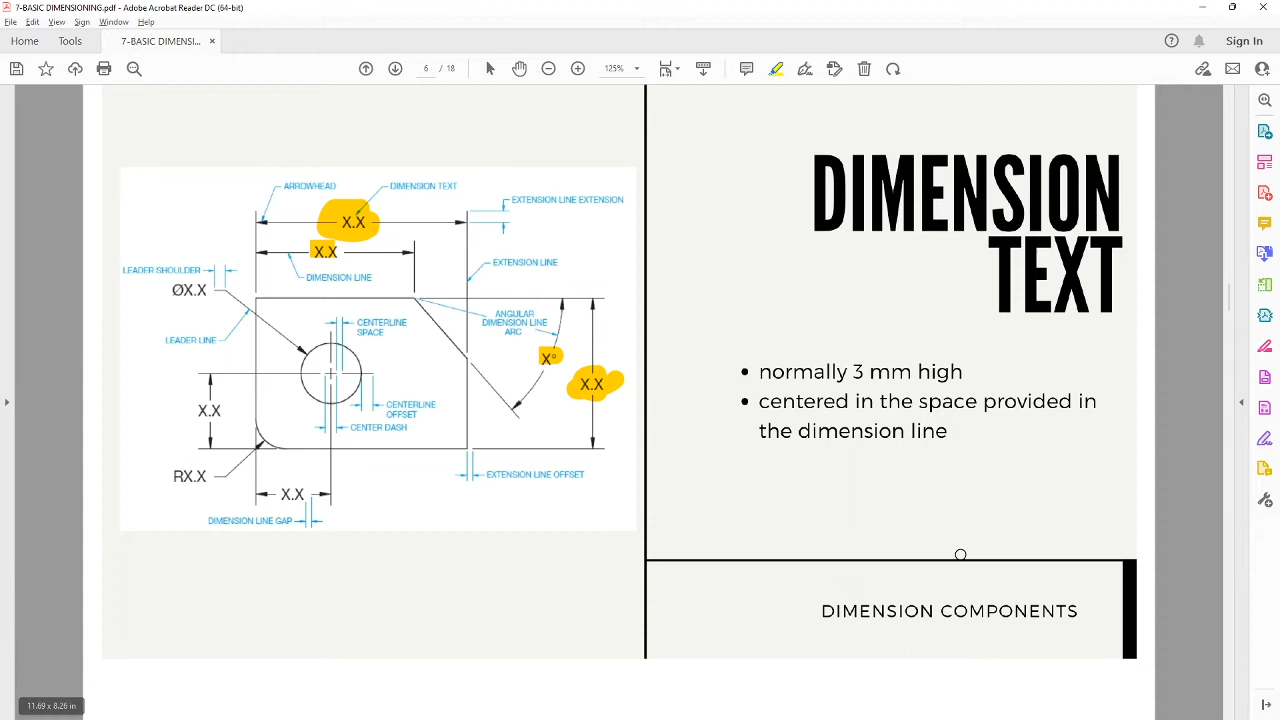 7-BASIC DIMENSIONING.pdf - Adobe Acrobat Reader DC (64-bit)
File Edit View Sign Window Help
Home Tools 7-BASIC DIMENSI... × Sign In
6 / 18 125%
ARROWHEAD DIMENSION TEXT
EXTENSION LINE EXTENSION
X.X
X.X
EXTENSION LINE
LEADER SHOULDER
DIMENSION LINE
ØX.X
ANGULAR
DIMENSION LINE
ARC
CENTERLINE
SPACE
LEADER LINE
X°
X.X
X.X
CENTERLINE
OFFSET
CENTER DASH
RX.X
EXTENSION LINE OFFSET
X.X
DIMENSION LINE GAP
DIMENSION
TEXT
• normally 3 mm high
• centered in the space provided in
the dimension line
DIMENSION COMPONENTS
11.69 x 8.26 in